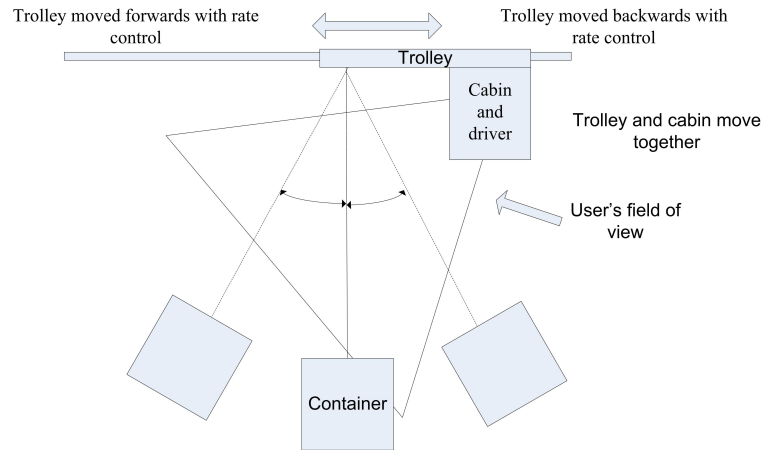 Trolley moved forwards with rate
control
Trolley moved backwards with
rate control
Trolley
Cabin
and
driver
Trolley and cabin move
together
User's field of
view
Container